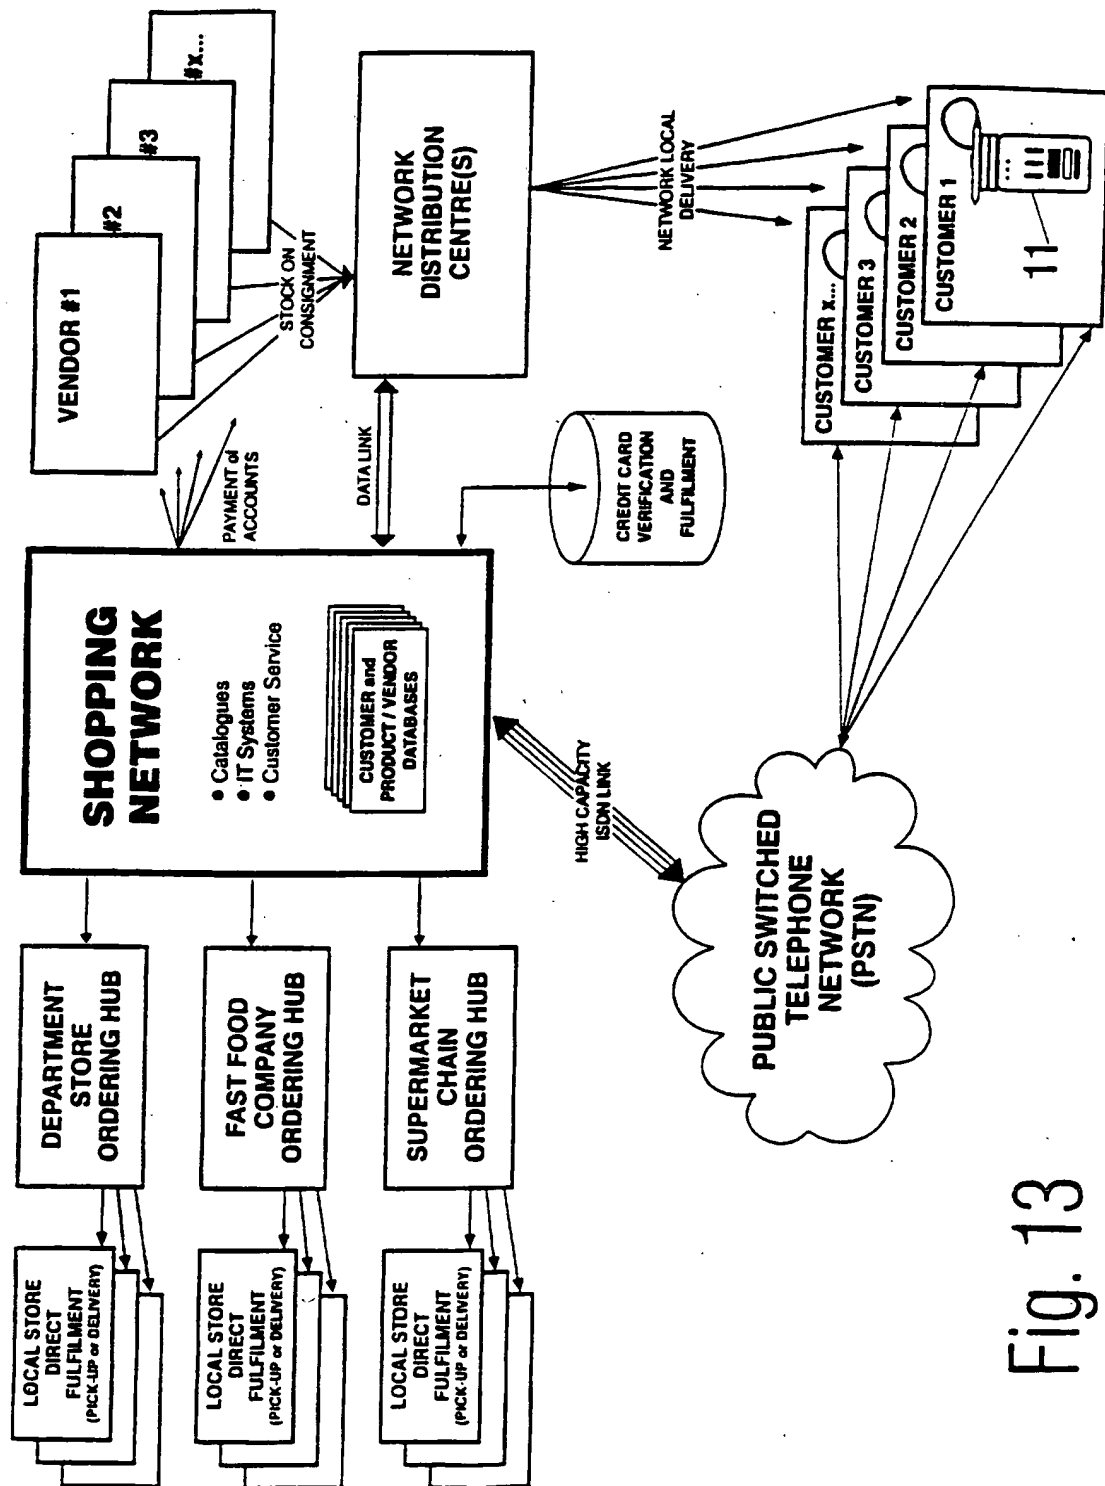 LOCAL STORE
DIRECT
FULFILMENT
(PICK-UP or DELIVERY)
LOCAL STORE
DIRECT
FULFILMENT
(PICK-UP or DELIVERY)
LOCAL STORE
DIRECT
FULFILMENT
(PICK-UP or DELIVERY)
DEPARTMENT
STORE
ORDERING HUB
FAST FOOD
COMPANY
ORDERING HUB
SUPERMARKET
CHAIN
ORDERING HUB
SHOPPING
NETWORK
• Catalogues
• IT Systems
• Customer Service
CUSTOMER and
PRODUCT / VENDOR
DATABASES
PAYMENT of
ACCOUNTS
VENDOR #1
#2
#3
#x...
STOCK ON
CONSIGNMENT
DATA LINK
NETWORK
DISTRIBUTION
CENTRE(S)
CREDIT CARD
VERIFICATION
AND
FULFILMENT
HIGH CAPACITY
ISDN LINK
PUBLIC SWITCHED
TELEPHONE
NETWORK
(PSTN)
NETWORK LOCAL
DELIVERY
CUSTOMER x...
CUSTOMER 3
CUSTOMER 2
CUSTOMER 1
11
Fig. 13